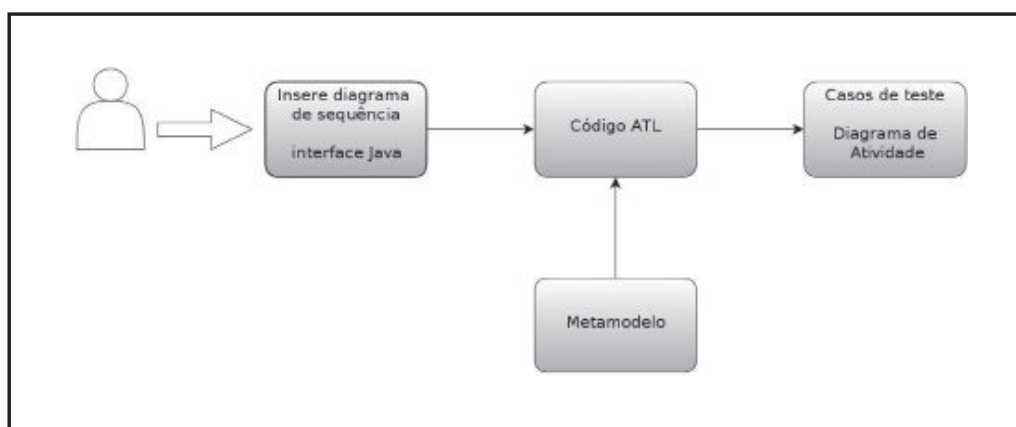 Insere diagrama
de sequência
interface Java
Código ATL
Casos de teste
Diagrama de
Atividade
Metamodelo